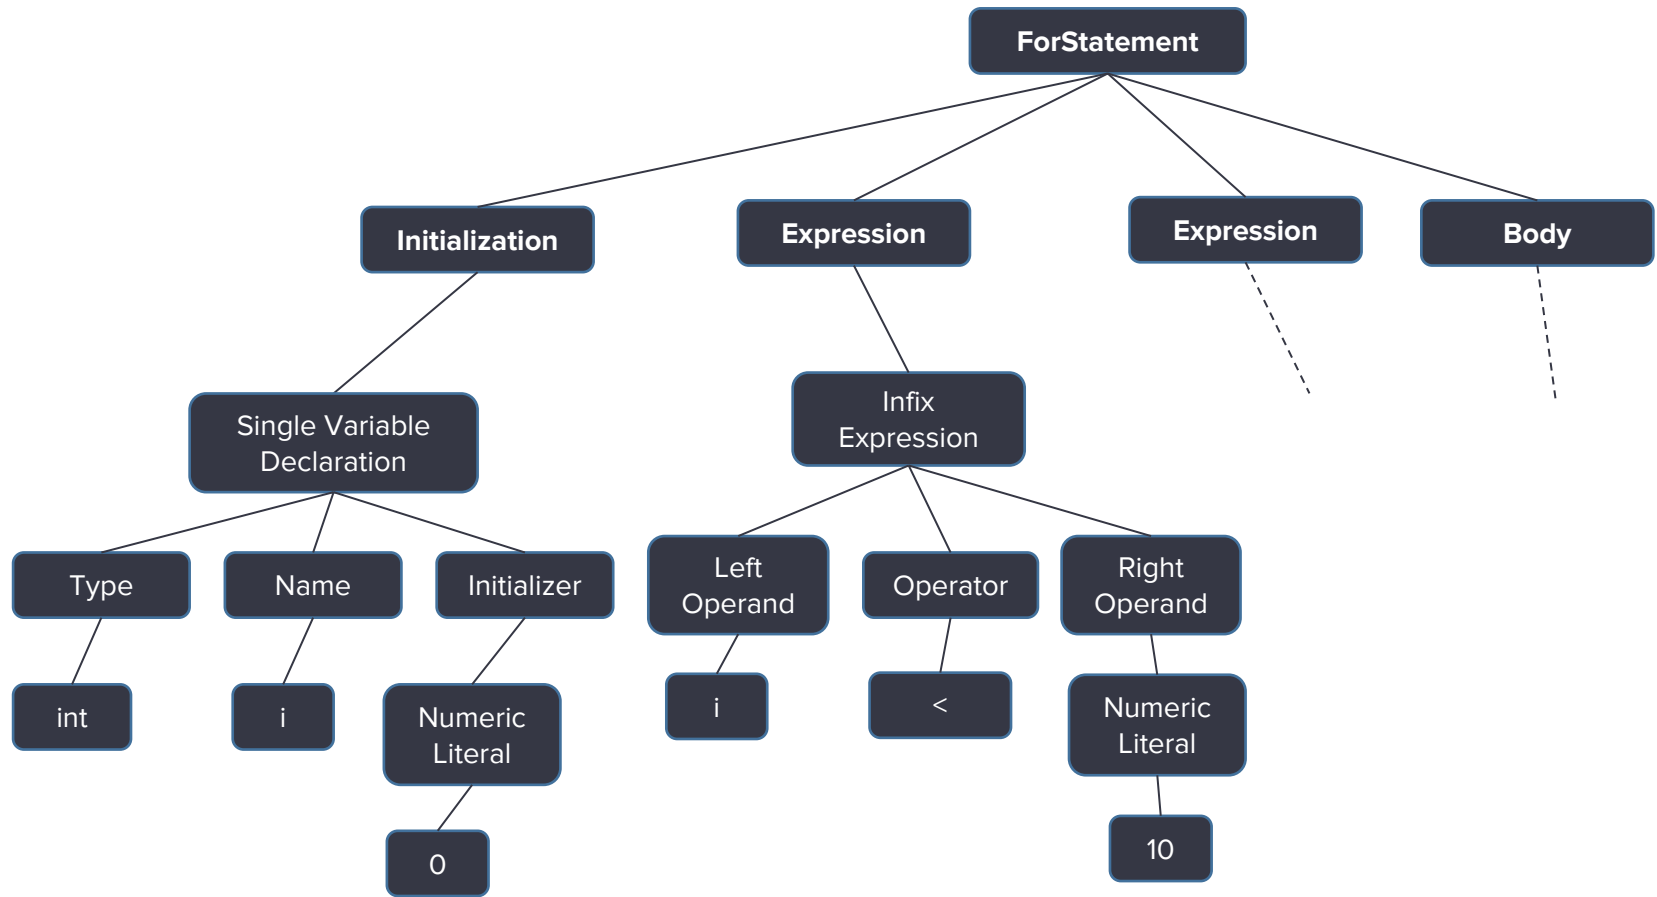 ForStatement
Initialization
Expression
Expression
Body
Single Variable
Declaration
Infix
Expression
Type
Name
Initializer
Left
Operand
Operator
Right
Operand
int
i
Numeric
Literal
i
<
Numeric
Literal
0
10